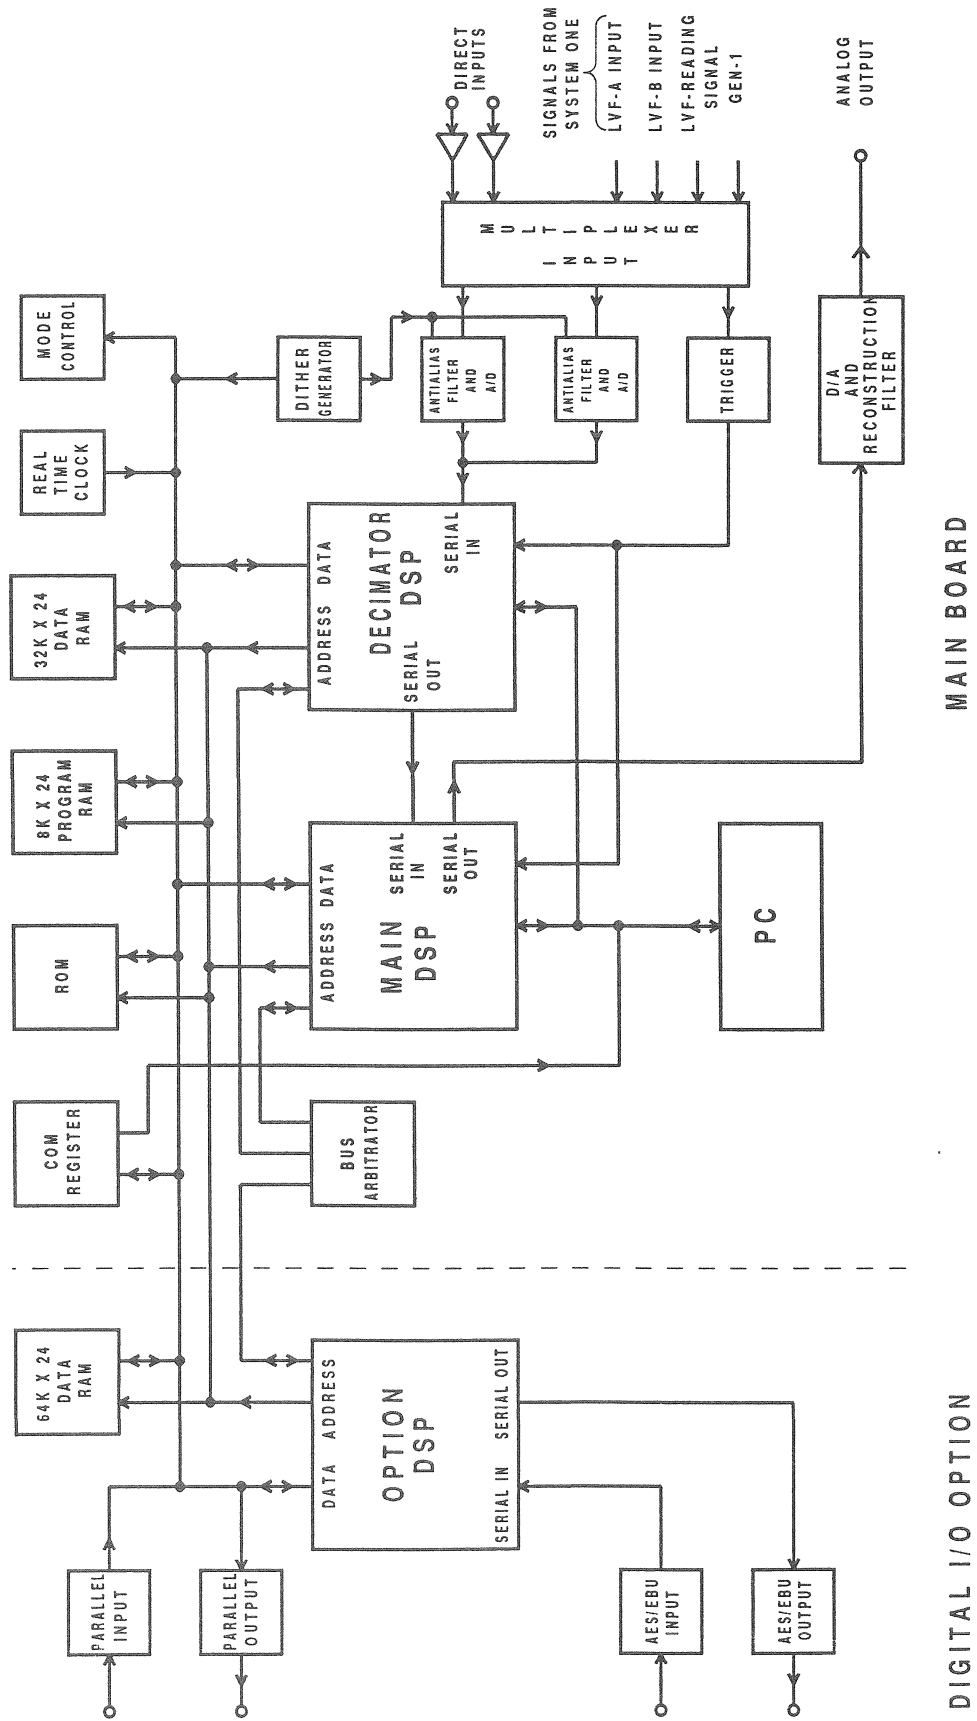 64K X 24
DATA
RAM
COM
REGISTER
ROM
8K X 24
PROGRAM
RAM
32K X 24
DATA
RAM
REAL
TIME
CLOCK
MODE
CONTROL
PARALLEL
INPUT
PARALLEL
OUTPUT
DATA
ADDRESS
OPTION
DSP
SERIAL IN
SERIAL OUT
BUS
ARBITRATOR
ADDRESS
DATA
MAIN
DSP
SERIAL
IN
SERIAL
OUT
ADDRESS
DATA
DECIMATOR
DSP
SERIAL
OUT
SERIAL
IN
DITHER
GENERATOR
ANTIALIAS
FILTER
AND
A/D
ANTIALIAS
FILTER
AND
A/D
TRIGGER
INPUT
MULTIPLEXER
DIRECT
INPUTS
SIGNALS FROM
SYSTEM ONE
LVF-A INPUT
LVF-B INPUT
LVF-READING
SIGNAL
GEN-1
AES/EBU
INPUT
AES/EBU
OUTPUT
PC
D/A
AND
RECONSTRUCTION
FILTER
ANALOG
OUTPUT
DIGITAL I/O OPTION
MAIN BOARD